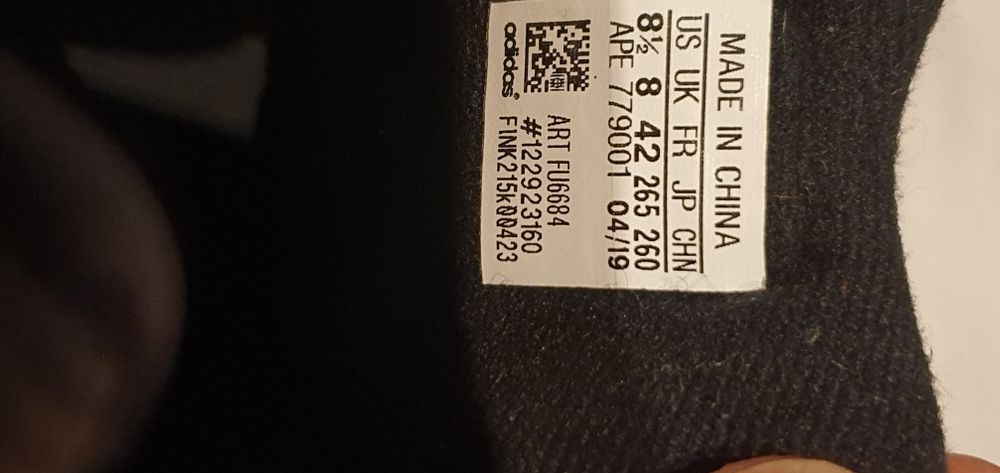 MADE IN CHINA
US UK FR JP CHN
8½ 8 42 265 260
APE 779001 04/19
adidas®
ART FU6684
#122923160
F1NK215k00423